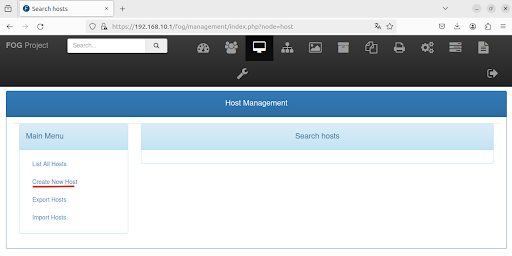 Search hosts
https://192.168.10.1/fog/management/index.php?node=host
FOG Project
Search...
Host Management
Main Menu
Search hosts
List All Hosts
Create New Host
Export Hosts
Import Hosts